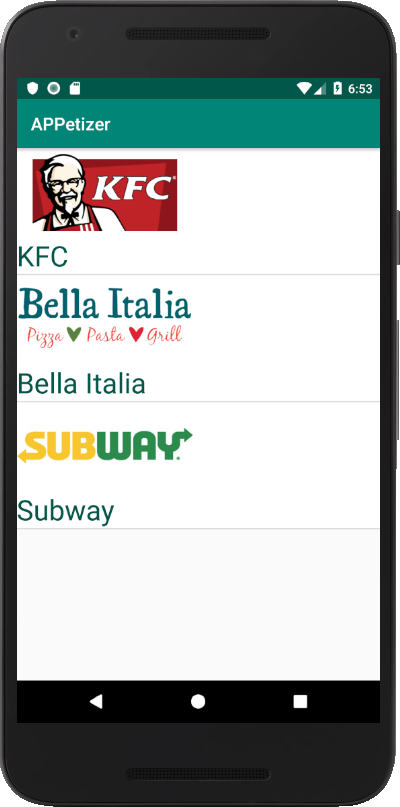 6:53
APPetizer
KFC
KFC
Bella Italia
Pizza Pasta Grill
Bella Italia
SUBWAY
Subway